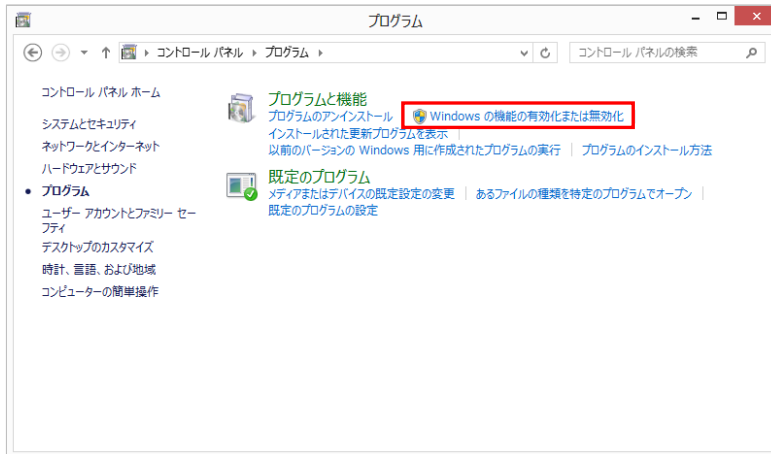 プログラム
コントロール パネル プログラム
コントロール パネルの検索
コントロール パネル ホーム
システムとセキュリティ
ネットワークとインターネット
ハードウェアとサウンド
プログラム
ユーザー アカウントとファミリー セー
フティ
デスクトップのカスタマイズ
時計、言語、および地域
コンピューターの簡単操作
プログラムと機能
プログラムのアンインストール Windows の機能の有効化または無効化
インストールされた更新プログラムを表示
以前のバージョンの Windows 用に作成されたプログラムの実行 プログラムのインストール方法
既定のプログラム
メディアまたはデバイスの既定設定の変更 あるファイルの種類を特定のプログラムでオープン
既定のプログラムの設定